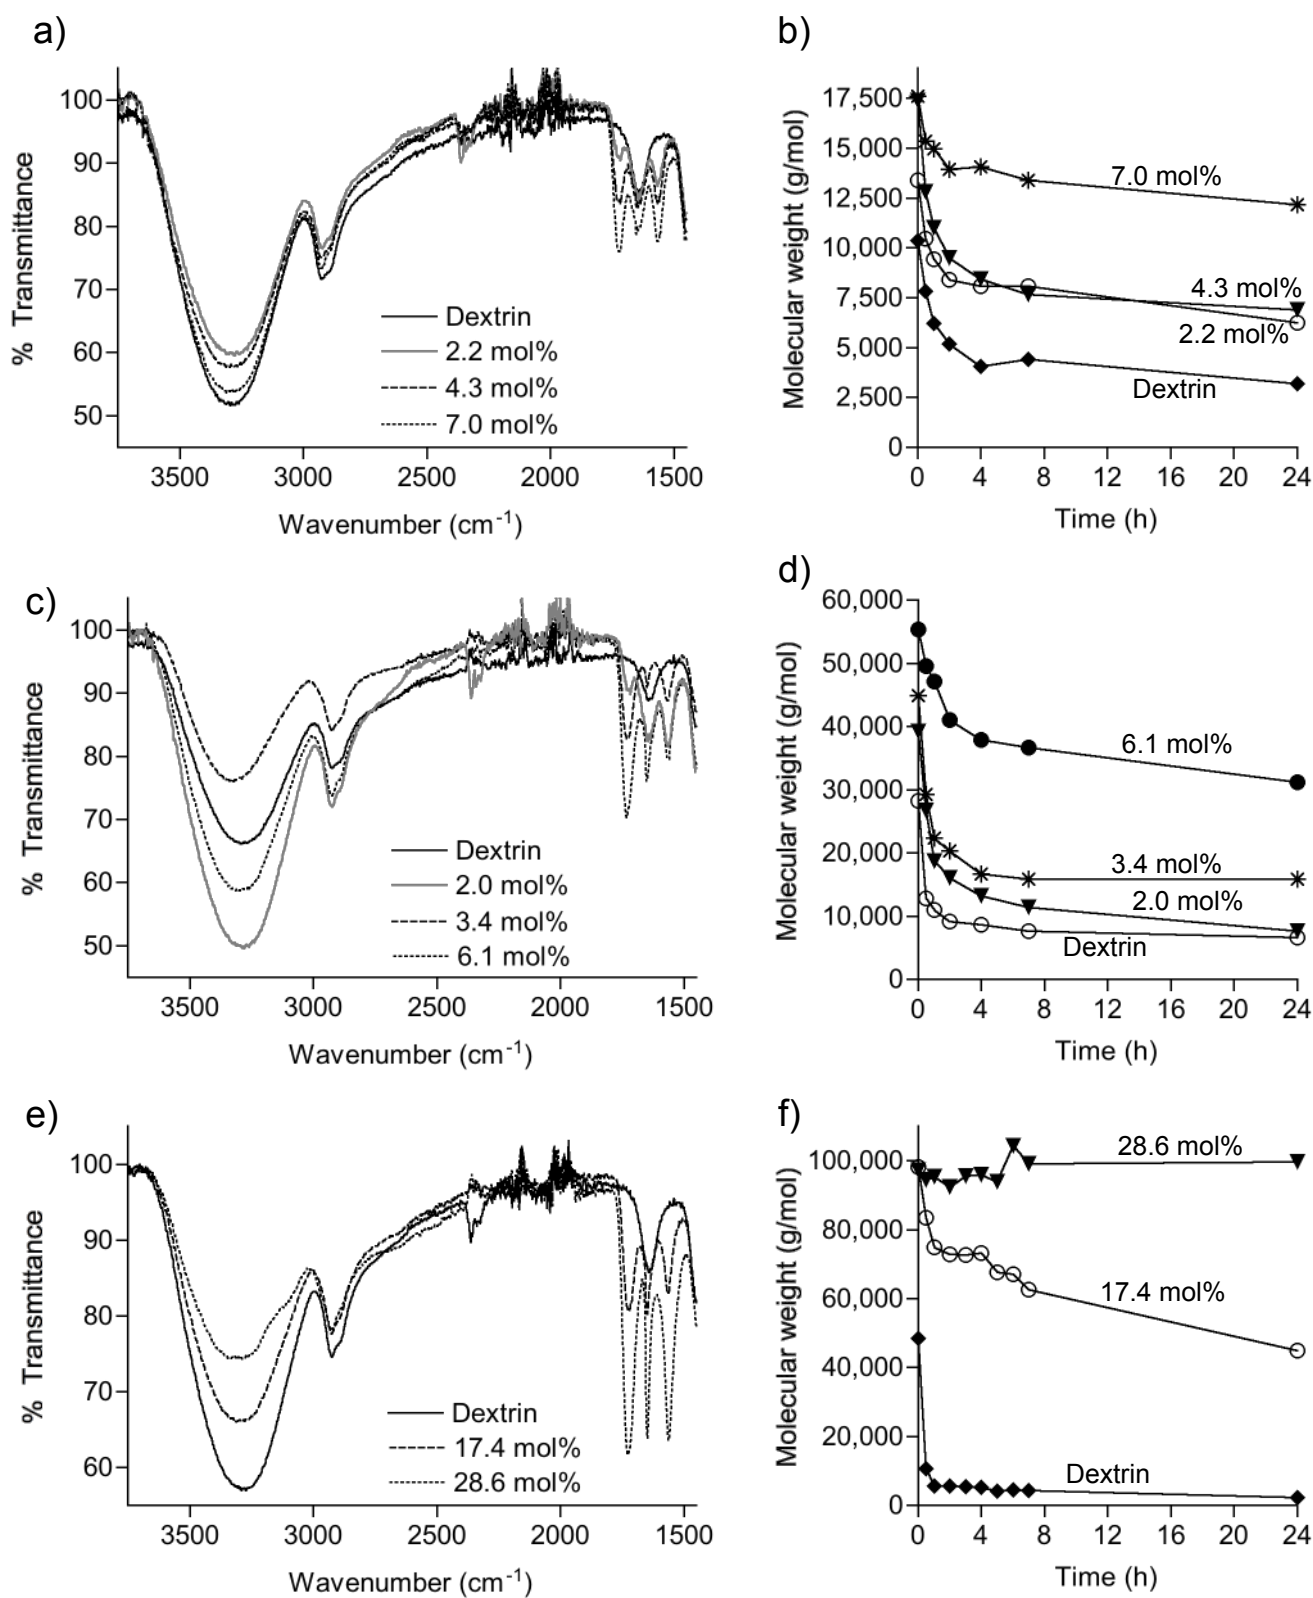 a)
% Transmittance
100
90
80
70
60
50
Dextrin
2.2 mol%
4.3 mol%
7.0 mol%
3500 3000 2500 2000 1500
Wavenumber (cm-1)
b)
Molecular weight (g/mol)
17,500
15,000
12,500
10,000
7,500
5,000
2,500
0
7.0 mol%
4.3 mol%
2.2 mol%
Dextrin
0 4 8 12 16 20 24
Time (h)
c)
% Transmittance
100
90
80
70
60
50
Dextrin
2.0 mol%
3.4 mol%
6.1 mol%
3500 3000 2500 2000 1500
Wavenumber (cm-1)
d)
Molecular weight (g/mol)
60,000
50,000
40,000
30,000
20,000
10,000
0
6.1 mol%
3.4 mol%
2.0 mol%
Dextrin
0 4 8 12 16 20 24
Time (h)
e)
% Transmittance
100
90
80
70
60
Dextrin
17.4 mol%
28.6 mol%
3500 3000 2500 2000 1500
Wavenumber (cm-1)
f)
Molecular weight (g/mol)
100,000
80,000
60,000
40,000
20,000
0
28.6 mol%
17.4 mol%
Dextrin
0 4 8 12 16 20 24
Time (h)